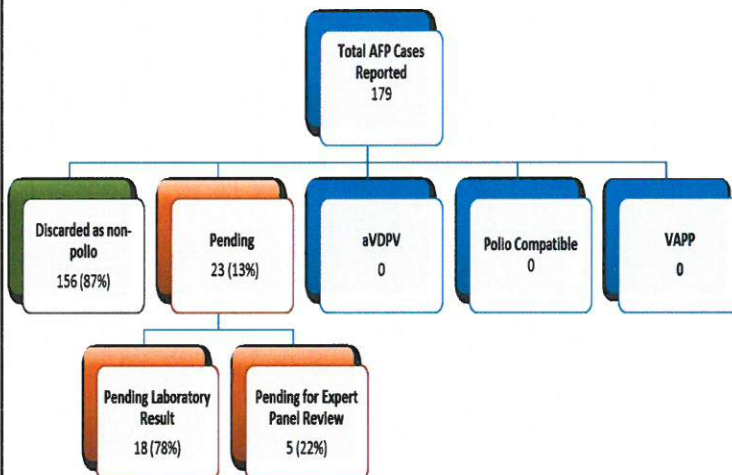 Total AFP Cases
Reported
179
Discarded as non-
polio
156 (87%)
Pending
23 (13%)
aVDPV
0
Polio Compatible
0
VAPP
0
Pending Laboratory
Result
18 (78%)
Pending for Expert
Panel Review
5 (22%)